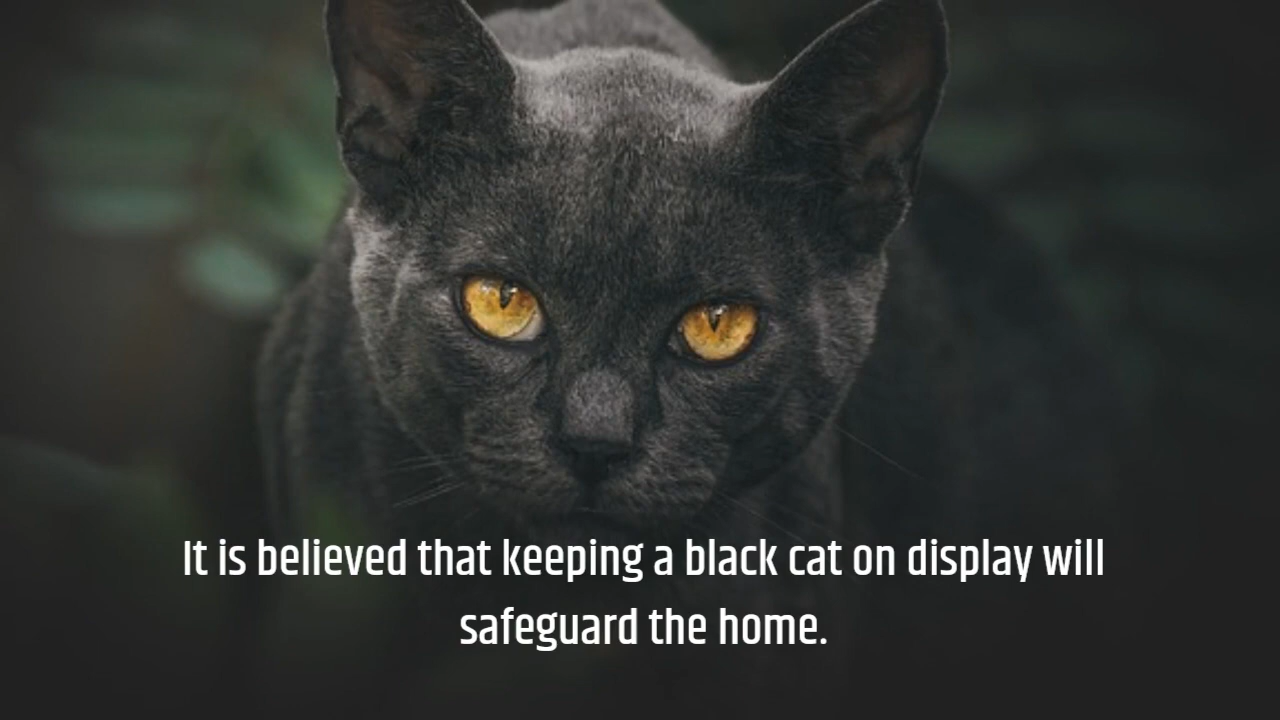 It is believed that keeping a black cat on display will
safeguard the home.